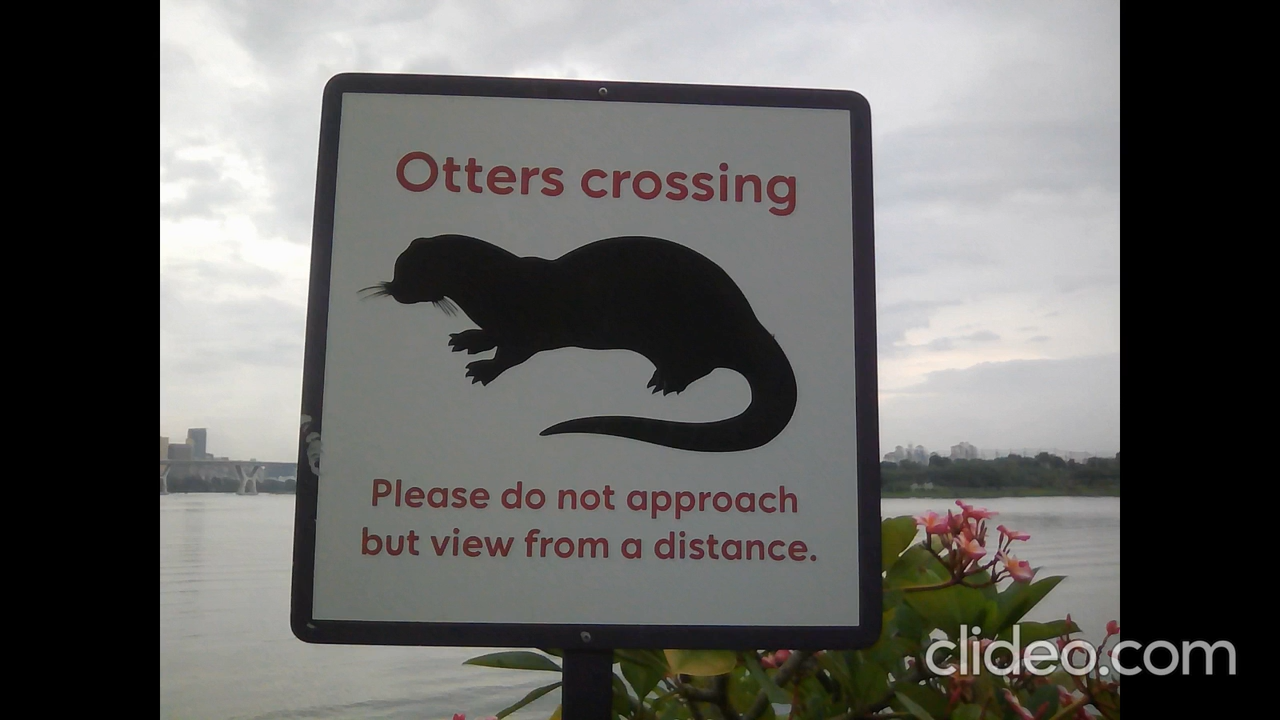 Otters crossing
Please do not approach
but view from a distance.
clideo.com